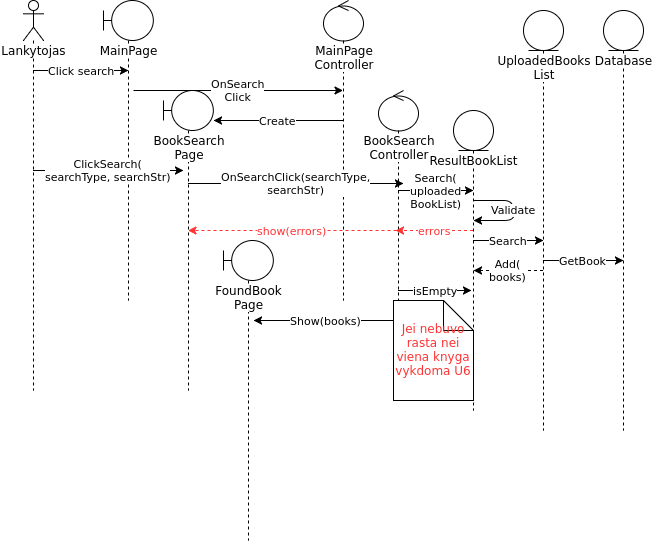 Lankytojas
MainPage
MainPage
Controller
UploadedBooks
List
Database
Click search
OnSearch
Click
Create
BookSearch
Page
BookSearch
Controller
ResultBookList
ClickSearch(
searchType, searchStr)
OnSearchClick(searchType,
searchStr)
Search(
uploaded
BookList)
Validate
show(errors)
errors
Search
GetBook
Add(
books)
FoundBook
Page
isEmpty
Show(books)
Jei nebuvo
rasta nei
viena knyga
vykdoma U6